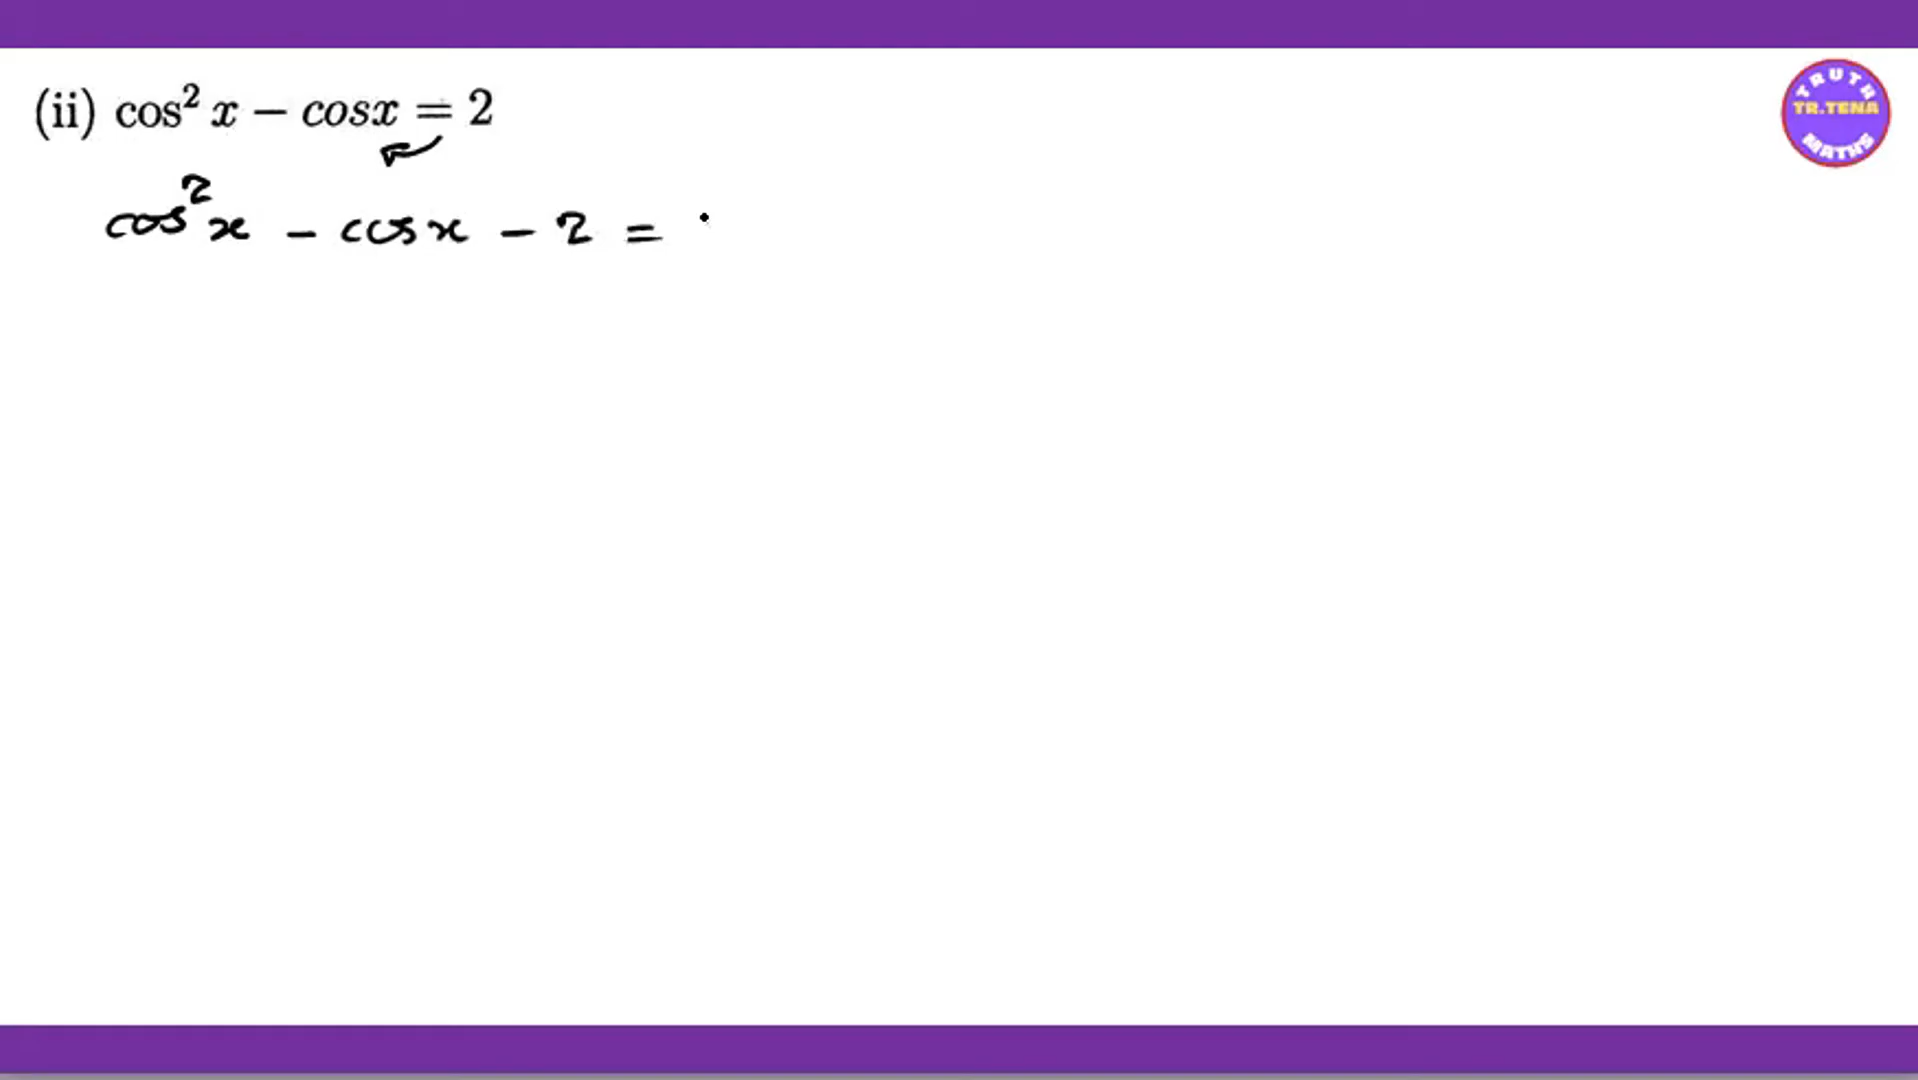 (ii) cos² x − cosx = 2
cos²x − cosx − 2 =
TRUTH
TR.TENA
MATHS